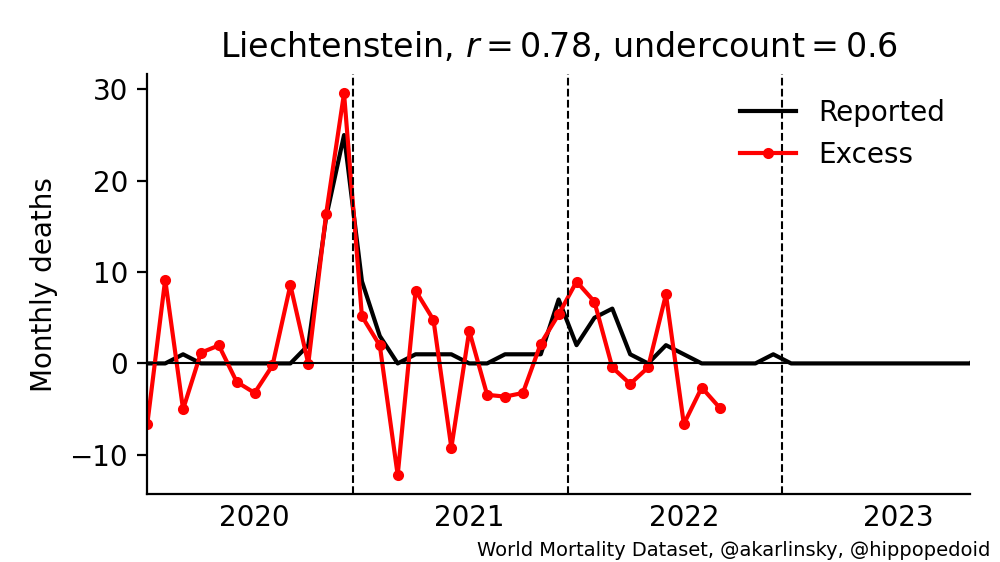 Liechtenstein, r = 0.78, undercount = 0.6
30
20
10
0
−10
Monthly deaths
Reported
Excess
2020 2021 2022 2023
World Mortality Dataset, @akarlinsky, @hippopedoid